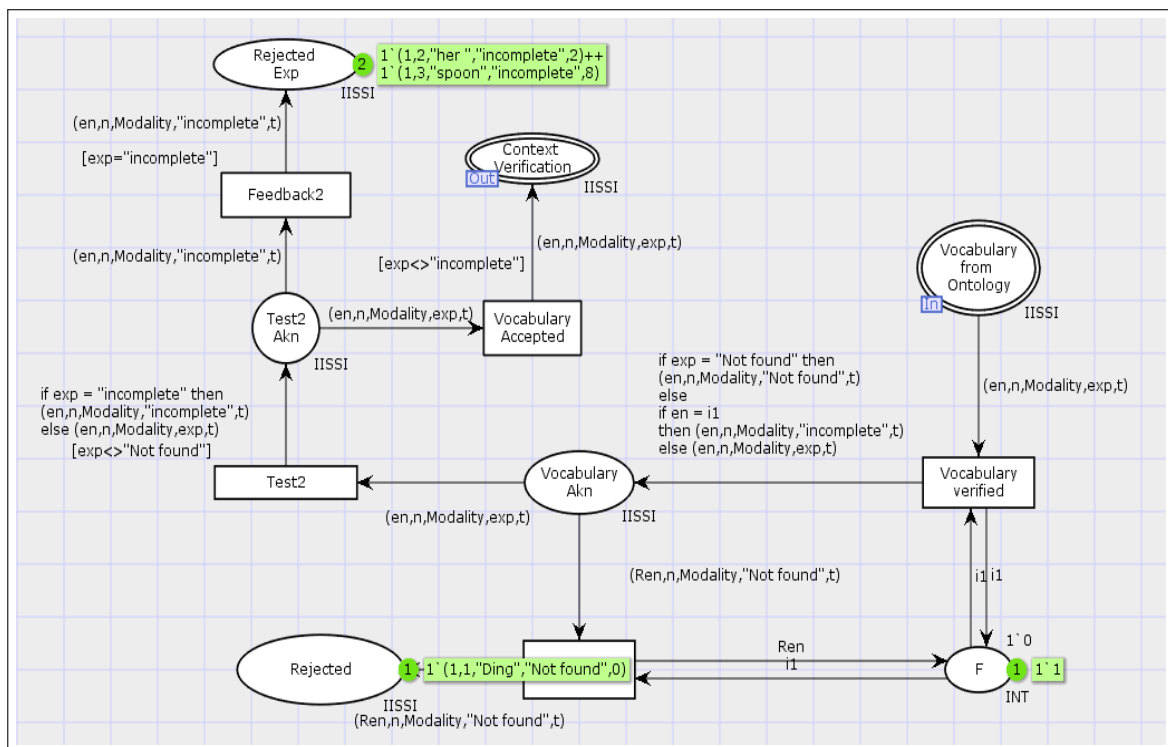 Rejected
Exp
2
1`(1,2,"her ","incomplete",2)++
1`(1,3,"spoon","incomplete",8)
IISSI
(en,n,Modality,"incomplete",t)
[exp="incomplete"]
Feedback2
(en,n,Modality,"incomplete",t)
Context
Verification
Out
IISSI
(en,n,Modality,exp,t)
[exp<>"incomplete"]
Vocabulary
from
Ontology
In
IISSI
Test2
Akn
IISSI
(en,n,Modality,exp,t)
Vocabulary
Accepted
if exp = "Not found" then
(en,n,Modality,"Not found",t)
else
if en = i1
then (en,n,Modality,"incomplete",t)
else (en,n,Modality,exp,t)
(en,n,Modality,exp,t)
if exp = "incomplete" then
(en,n,Modality,"incomplete",t)
else (en,n,Modality,exp,t)
[exp<>"Not found"]
Test2
(en,n,Modality,exp,t)
Vocabulary
Akn
IISSI
Vocabulary
verified
(Ren,n,Modality,"Not found",t)
i1
i1
Rejected
1
1`(1,1,"Ding","Not found",0)
IISSI
(Ren,n,Modality,"Not found",t)
Ren
i1
1`0
F
1
1`1
INT